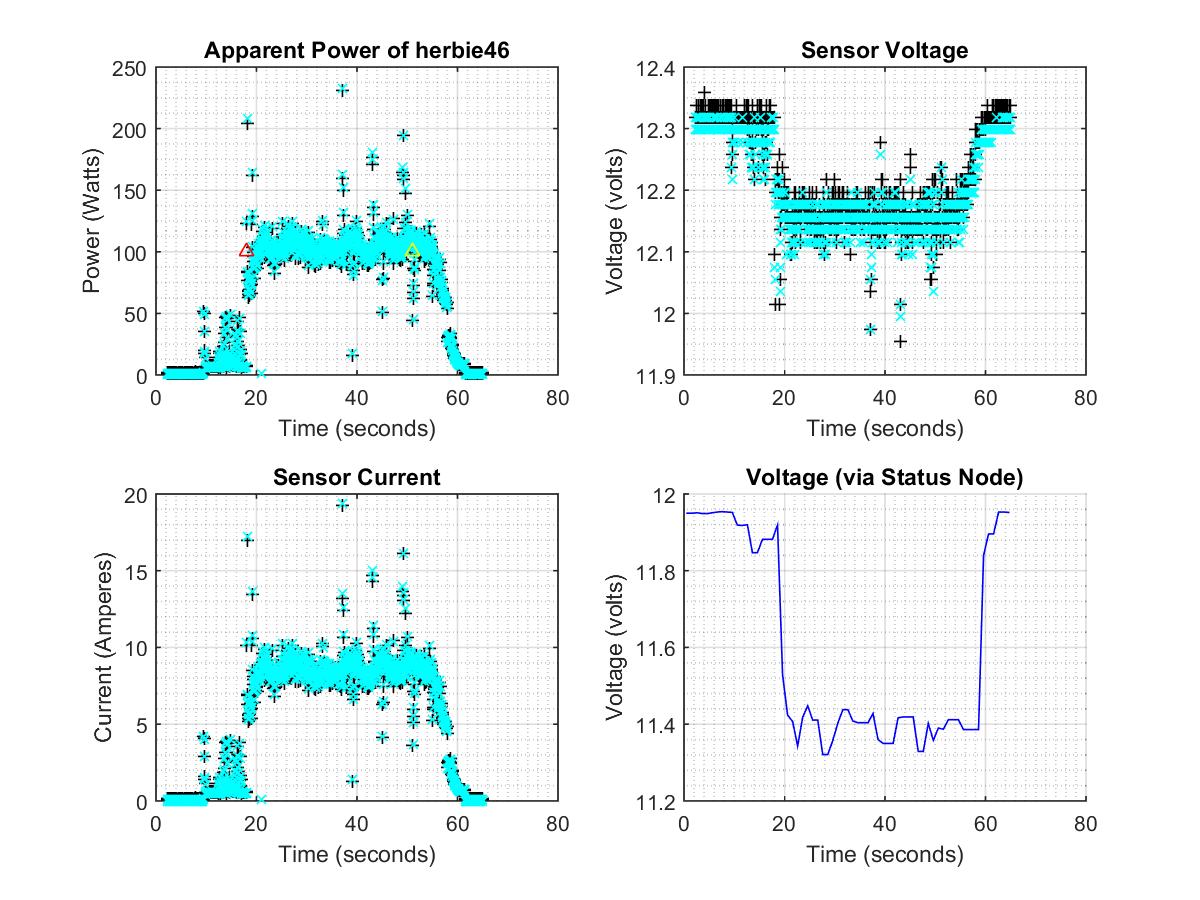 Apparent Power of herbie46
250
200
150
100
50
0
Power (Watts)
0 20 40 60 80
Time (seconds)
Sensor Voltage
12.4
12.3
12.2
12.1
12
11.9
Voltage (volts)
0 20 40 60 80
Time (seconds)
Sensor Current
20
15
10
5
0
Current (Amperes)
0 20 40 60 80
Time (seconds)
Voltage (via Status Node)
12
11.8
11.6
11.4
11.2
Voltage (volts)
0 20 40 60 80
Time (seconds)